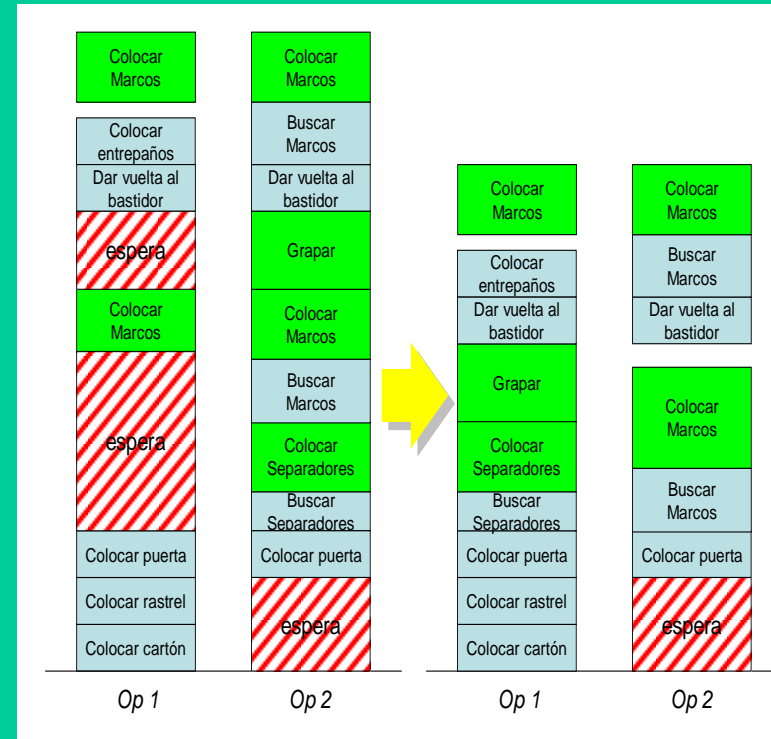 Colocar
Marcos
Colocar
entrepaños
Dar vuelta al
bastidor
espera
Colocar
Marcos
espera
Colocar puerta
Colocar rastrel
Colocar cartón
Op 1
Colocar
Marcos
Buscar
Marcos
Dar vuelta al
bastidor
Grapar
Colocar
Marcos
Buscar
Marcos
Colocar
Separadores
Buscar
Separadores
Colocar puerta
espera
Op 2
Colocar
Marcos
Colocar
entrepaños
Dar vuelta al
bastidor
Grapar
Colocar
Separadores
Buscar
Separadores
Colocar puerta
Colocar rastrel
Colocar cartón
Op 1
Colocar
Marcos
Buscar
Marcos
Dar vuelta al
bastidor
Colocar
Marcos
Buscar
Marcos
Colocar puerta
espera
Op 2